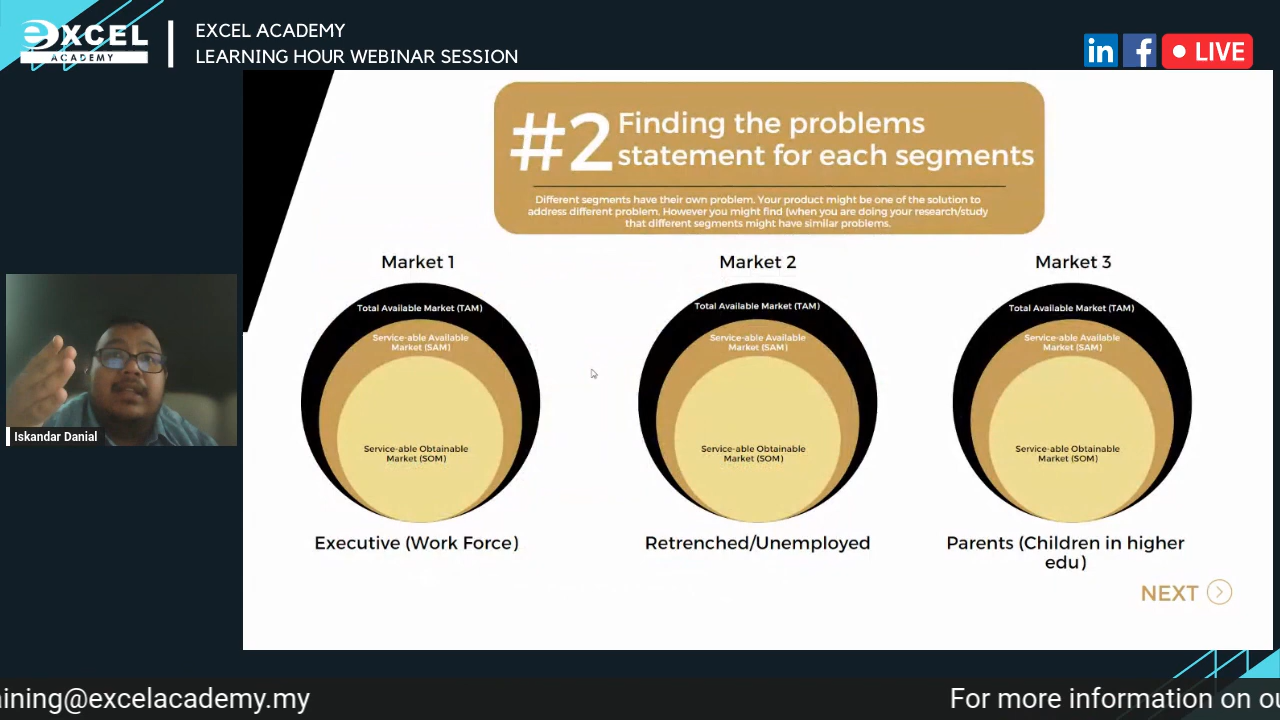 eXCEL
ACADEMY
EXCEL ACADEMY
LEARNING HOUR WEBINAR SESSION
in
f
LIVE
#2
Finding the problems
statement for each segments
Different segments have their own problem. Your product might be one of the solution to
address different problem. However you might find (when you are doing your research/study
that different segments might have similar problems.
Market 1
Total Available Market (TAM)
Service-able Available
Market (SAM)
Service-able Obtainable
Market (SOM)
Executive (Work Force)
Market 2
Total Available Market (TAM)
Service-able Available
Market (SAM)
Service-able Obtainable
Market (SOM)
Retrenched/Unemployed
Market 3
Total Available Market (TAM)
Service-able Available
Market (SAM)
Service-able Obtainable
Market (SOM)
Parents (Children in higher
edu)
NEXT
Iskandar Danial
aining@excelacademy.my
For more information on ou